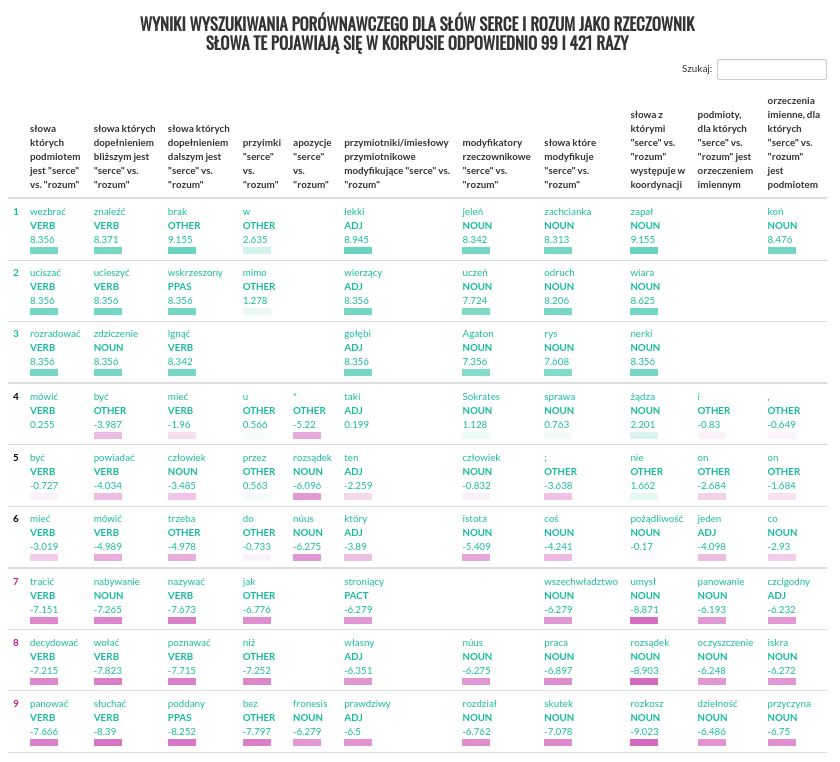 WYNIKI WYSZUKIWANIA PORÓWNAWCZEGO DLA SŁÓW SERCE I ROZUM JAKO RZECZOWNIK
SŁOWA TE POJAWIAJĄ SIĘ W KORPUSIE ODPOWIEDNIO 99 I 421 RAZY
Szukaj:
słowa których podmiotem jest "serce" vs. "rozum"
słowa których dopełnieniem bliższym jest "serce" vs. "rozum"
słowa których dopełnieniem dalszym jest "serce" vs. "rozum"
przyimki "serce" vs. "rozum"
apozycje "serce" vs. "rozum"
przymiotniki/imiesłowy przymiotnikowe modyfikujące "serce" vs. "rozum"
modyfikatory rzeczownikowe "serce" vs. "rozum"
słowa które modyfikuje "serce" vs. "rozum"
słowa z którymi "serce" vs. "rozum" występuje w koordynacji
podmioty, dla których "serce" vs. "rozum" jest orzeczeniem imiennym
orzeczenia imienne, dla których "serce" vs. "rozum" jest podmiotem
1 wezbrać znaleźć brak w lekki jeleń zachcianka zapał koń
VERB VERB OTHER OTHER ADJ NOUN NOUN NOUN NOUN
8.356 8.371 9.155 2.635 8,945 8.342 8.313 9.155 8,476
2 uciszać ucieszyć wskrzeszony mimo wierzący uczeń odruch wiara
VERB VERB PPAS OTHER ADJ NOUN NOUN NOUN
8.356 8.356 8.356 1.278 8.356 7.724 8.206 8.625
3 rozradować zdziczenie lgnąć gołębi Agaton rys nerki
VERB NOUN VERB ADJ NOUN NOUN NOUN
8.356 8.356 8.342 8.356 7.356 7.608 8.356
4 mówić być mieć u " taki Sokrates sprawa żądza i ,
VERB OTHER VERB OTHER OTHER ADJ NOUN NOUN NOUN OTHER OTHER
0.255 -3.987 -1.96 0.566 -5.22 0.199 1.128 0.763 2.201 -0.83 -0.649
5 być powiadać człowiek przez rozsądek ten człowiek ; nie on on
VERB VERB NOUN OTHER NOUN ADJ NOUN OTHER OTHER OTHER OTHER
-0.727 -4.034 -3.485 0.563 -6.096 -2.259 -0.832 -3.638 1.662 -2.684 -1.684
6 mieć mówić trzeba do núus który istota coś pożądliwość jeden co
VERB VERB OTHER OTHER NOUN ADJ NOUN NOUN NOUN ADJ NOUN
-3.019 -4.989 -4.978 -0.733 -6.275 -3.89 -5.409 -4.241 -0.17 -4.098 -2.93
7 tracić nabywanie nazywać jak stroniący wszechwładztwo umysł panowanie czcigodny
VERB NOUN VERB OTHER PACT NOUN NOUN NOUN ADJ
-7.151 -7.265 -7.673 -6.776 -6.279 -6.279 -8.871 -6.193 -6.232
8 decydować wołać poznawać niż własny núus praca rozsądek oczyszczenie iskra
VERB VERB VERB OTHER ADJ NOUN NOUN NOUN NOUN NOUN
-7.215 -7.823 -7.715 -7.252 -6.351 -6.275 -6.897 -8.903 -6.248 -6.272
9 panować słuchać poddany bez fronesis prawdziwy rozdział skutek rozkosz dzielność przyczyna
VERB VERB PPAS OTHER NOUN ADJ NOUN NOUN NOUN NOUN NOUN
-7.666 -8.39 -8.252 -7.797 -6.279 -6.5 -6.762 -7.078 -9.023 -6.486 -6.75